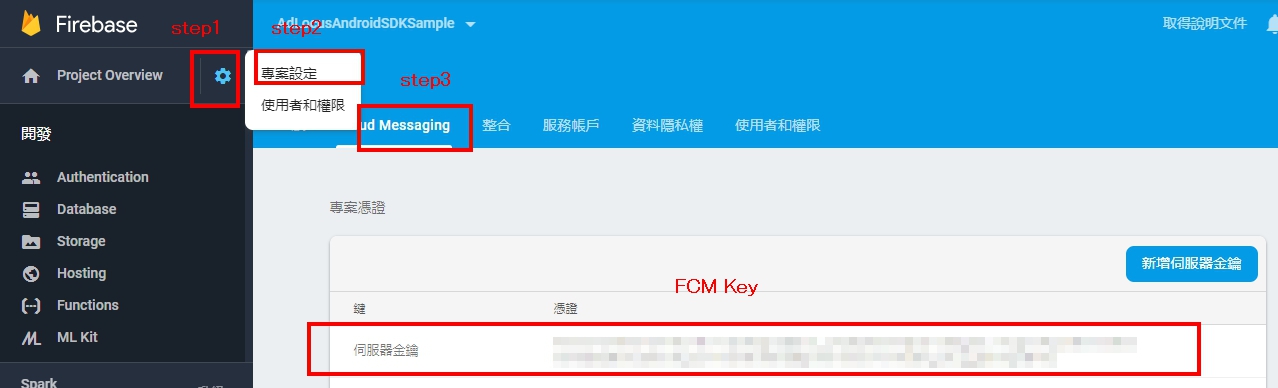 Firebase
step1
step2
AdLocusAndroidSDKSample
取得說明文件
Project Overview
專案設定
step3
使用者和權限
ud Messaging
整合
服務帳戶
資料隱私權
使用者和權限
開發
Authentication
Database
Storage
Hosting
Functions
ML Kit
Spark
專案憑證
新增伺服器金鑰
FCM Key
鍵
憑證
伺服器金鑰